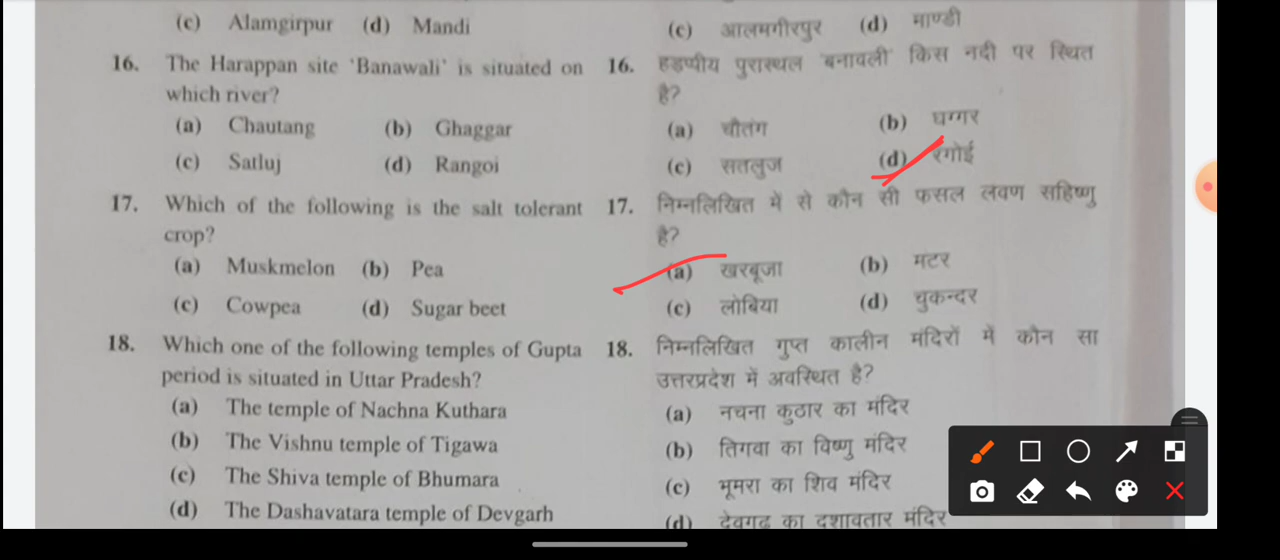 (c) Alamgirpur (d) Mandi
16. The Harappan site ‘Banawali’ is situated on
which river?
(a) Chautang (b) Ghaggar
(c) Satluj (d) Rangoi
17. Which of the following is the salt tolerant
crop?
(a) Muskmelon (b) Pea
(c) Cowpea (d) Sugar beet
18. Which one of the following temples of Gupta
period is situated in Uttar Pradesh?
(a) The temple of Nachna Kuthara
(b) The Vishnu temple of Tigawa
(c) The Shiva temple of Bhumara
(d) The Dashavatara temple of Devgarh
(c) आलमगीरपुर (d) माण्डी
16. हडप्पीय पुरास्थल 'बनावली' किस नदी पर स्थित
है?
(a) चौतंग (b) घग्गर
(c) सतलुज (d) रंगोई
17. निम्नलिखित में से कौन सी फसल लवण सहिष्णु
है?
(a) खरबूजा (b) मटर
(c) लोबिया (d) चुकन्दर
18. निम्नलिखित गुप्त कालीन मंदिरों में कौन सा
उत्तरप्रदेश में अवस्थित है?
(a) नचना कुठार का मंदिर
(b) तिगवा का विष्णु मंदिर
(c) भूमरा का शिव मंदिर
(d) देवगढ़ का दशावतार मंदिर